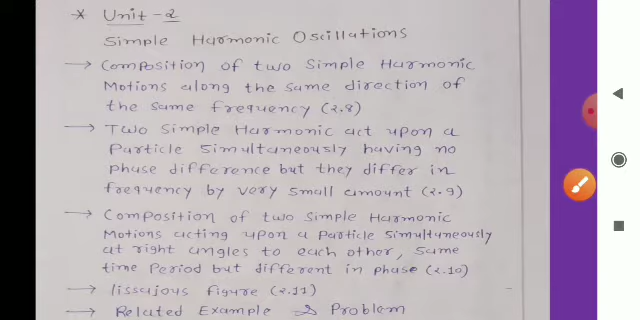 * Unit - 2
Simple Harmonic Oscillations
→ Composition of two Simple Harmonic
Motions along the same direction of
the same frequency (2.8)
→ Two Simple Harmonic act upon a
Particle simultaneously having no
phase difference but they differ in
frequency by very small amount (2.9)
→ Composition of two Simple Harmonic
Motions acting upon a Particle simultuneously
at right angles to each other, same
time period but different in phase (2.10)
→ lissajous figure (2.11)
→ Related Example & Problem